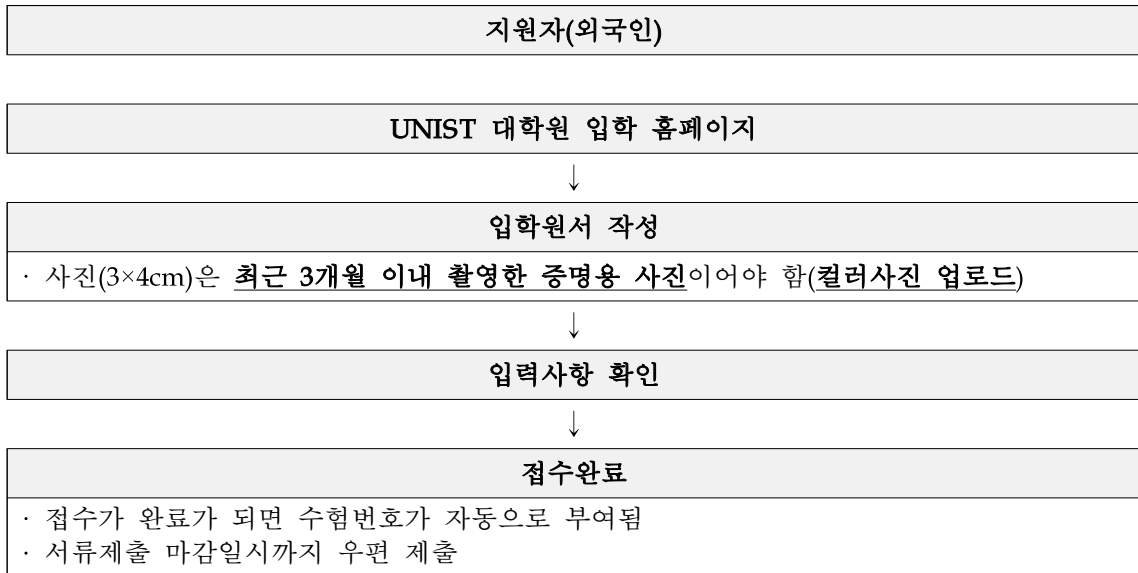 지원자(외국인)
UNIST 대학원 입학 홈페이지
↓
입학원서 작성
· 사진(3×4cm)은 최근 3개월 이내 촬영한 증명용 사진이어야 함(컬러사진 업로드)
↓
입력사항 확인
↓
접수완료
· 접수가 완료가 되면 수험번호가 자동으로 부여됨
· 서류제출 마감일시까지 우편 제출